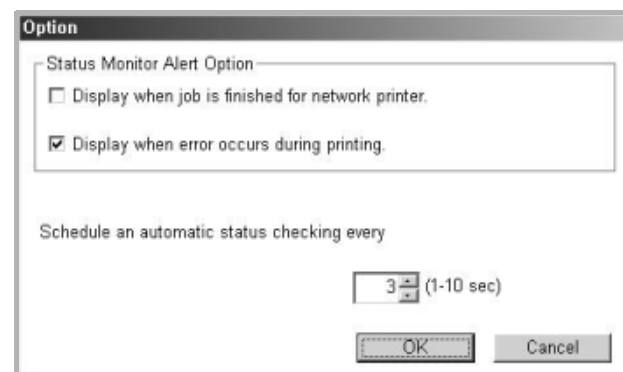 Option
Status Monitor Alert Option
Display when job is finished for network printer.
Display when error occurs during printing.
Schedule an automatic status checking every
3 (1-10 sec)
OK Cancel